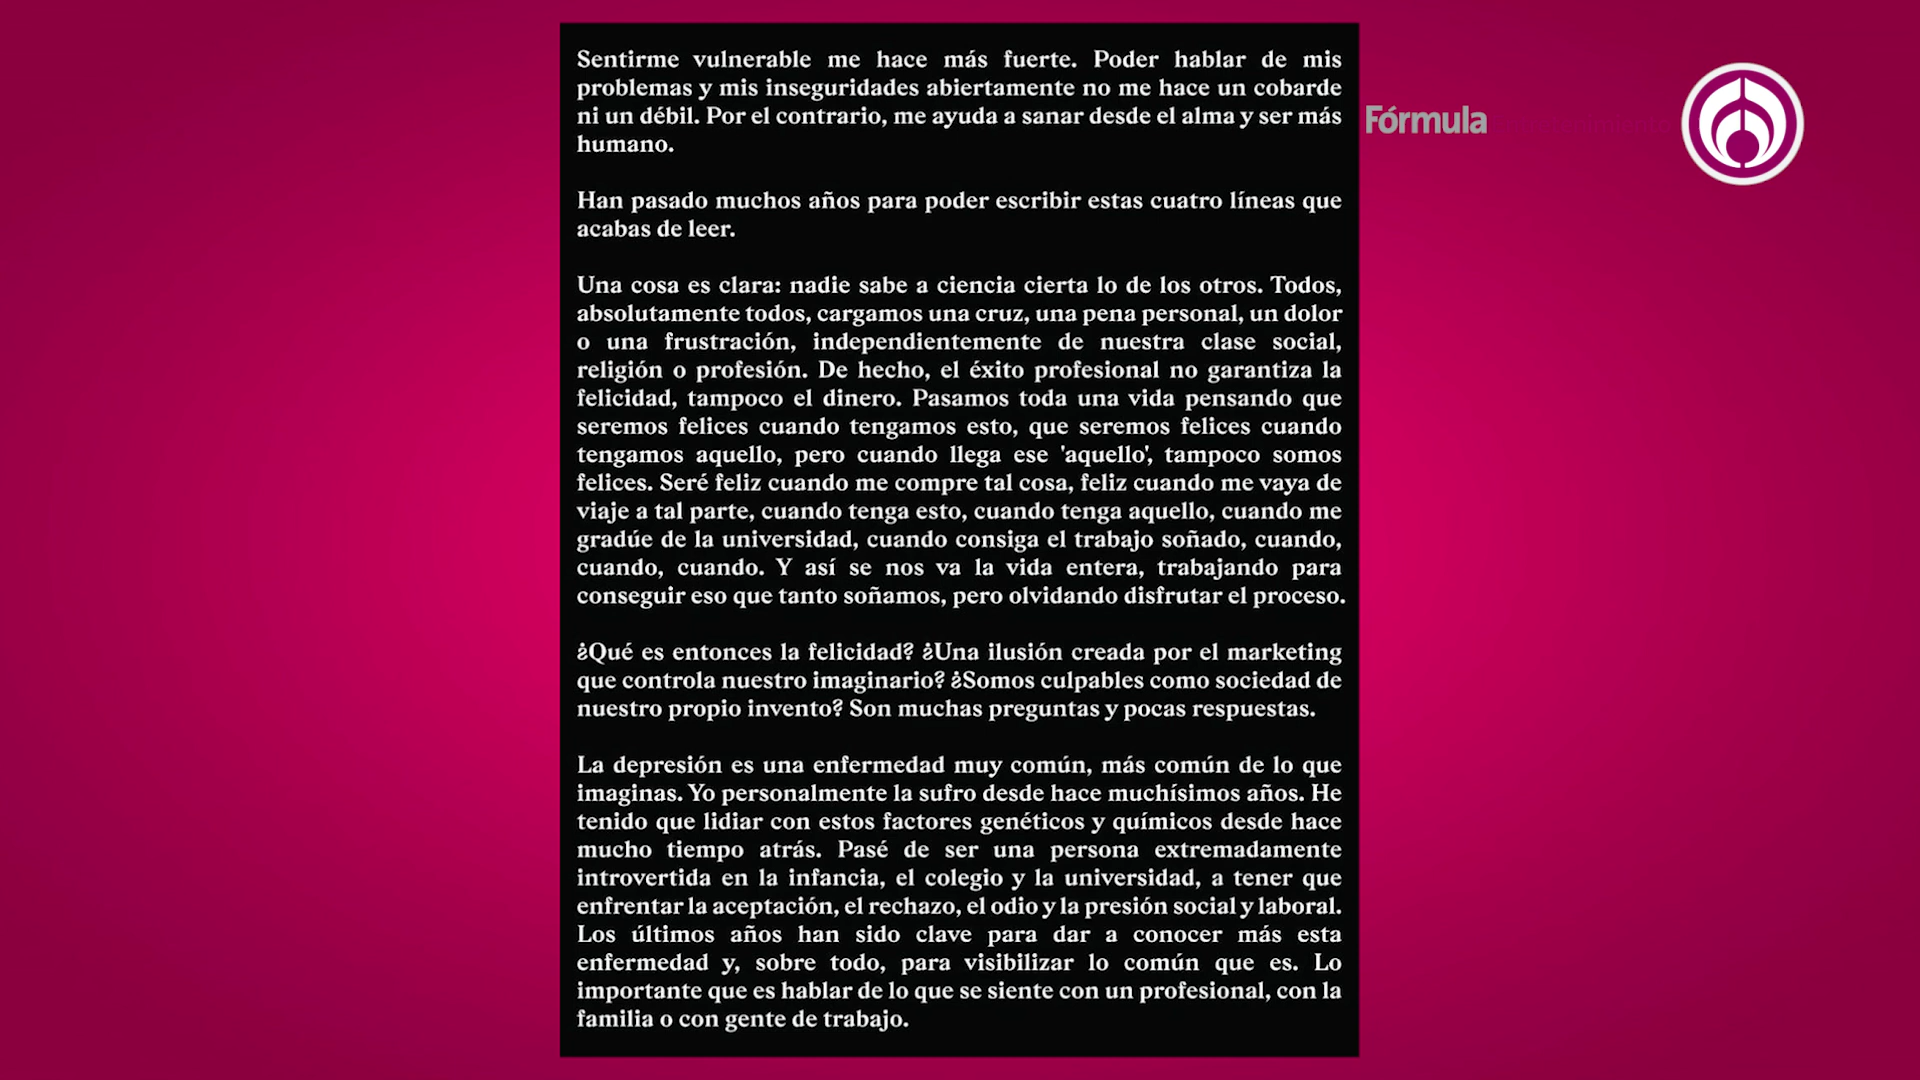 Sentirme vulnerable me hace más fuerte. Poder hablar de mis
problemas y mis inseguridades abiertamente no me hace un cobarde
ni un débil. Por el contrario, me ayuda a sanar desde el alma y ser más
humano.
Han pasado muchos años para poder escribir estas cuatro líneas que
acabas de leer.
Una cosa es clara: nadie sabe a ciencia cierta lo de los otros. Todos,
absolutamente todos, cargamos una cruz, una pena personal, un dolor
o una frustración, independientemente de nuestra clase social,
religión o profesión. De hecho, el éxito profesional no garantiza la
felicidad, tampoco el dinero. Pasamos toda una vida pensando que
seremos felices cuando tengamos esto, que seremos felices cuando
tengamos aquello, pero cuando llega ese 'aquello', tampoco somos
felices. Seré feliz cuando me compre tal cosa, feliz cuando me vaya de
viaje a tal parte, cuando tenga esto, cuando tenga aquello, cuando me
gradúe de la universidad, cuando consiga el trabajo soñado, cuando,
cuando, cuando. Y así se nos va la vida entera, trabajando para
conseguir eso que tanto soñamos, pero olvidando disfrutar el proceso.
¿Qué es entonces la felicidad? ¿Una ilusión creada por el marketing
que controla nuestro imaginario? ¿Somos culpables como sociedad de
nuestro propio invento? Son muchas preguntas y pocas respuestas.
La depresión es una enfermedad muy común, más común de lo que
imaginas. Yo personalmente la sufro desde hace muchísimos años. He
tenido que lidiar con estos factores genéticos y químicos desde hace
mucho tiempo atrás. Pasé de ser una persona extremadamente
introvertida en la infancia, el colegio y la universidad, a tener que
enfrentar la aceptación, el rechazo, el odio y la presión social y laboral.
Los últimos años han sido clave para dar a conocer más esta
enfermedad y, sobre todo, para visibilizar lo común que es. Lo
importante que es hablar de lo que se siente con un profesional, con la
familia o con gente de trabajo.
Fórmula